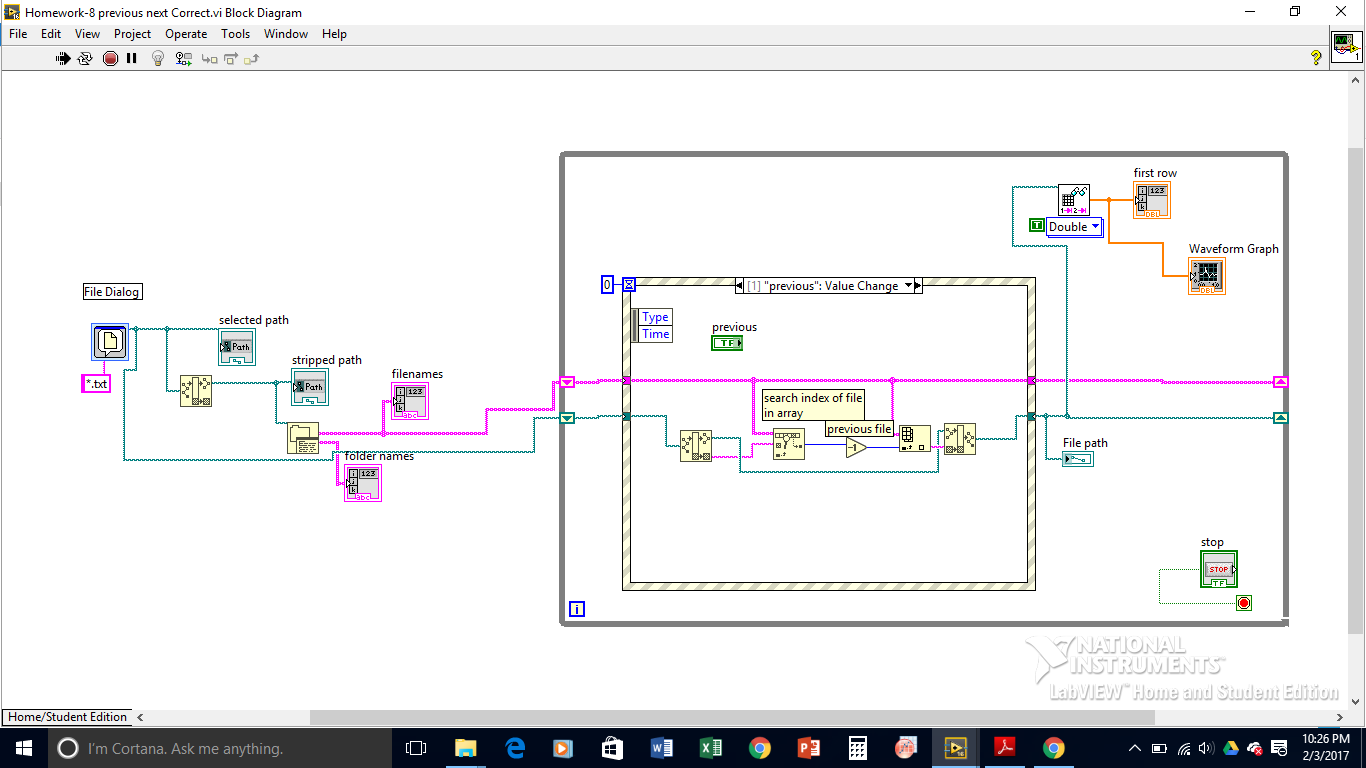 Homework-8 previous next Correct.vi Block Diagram
File Edit View Project Operate Tools Window Help
1
first row
123
DBL
T Double
Waveform Graph
DBL
0
[1] "previous": Value Change
File Dialog
Type
Time
selected path
Path
previous
TF
stripped path
Path
*.txt
filenames
123
abc
search index of file
in array
previous file
-1
File path
folder names
123
abc
stop
STOP
TF
i
NATIONAL
INSTRUMENTS™
LabVIEW™ Home and Student Edition
Home/Student Edition
I'm Cortana. Ask me anything.
10:26 PM
2/3/2017